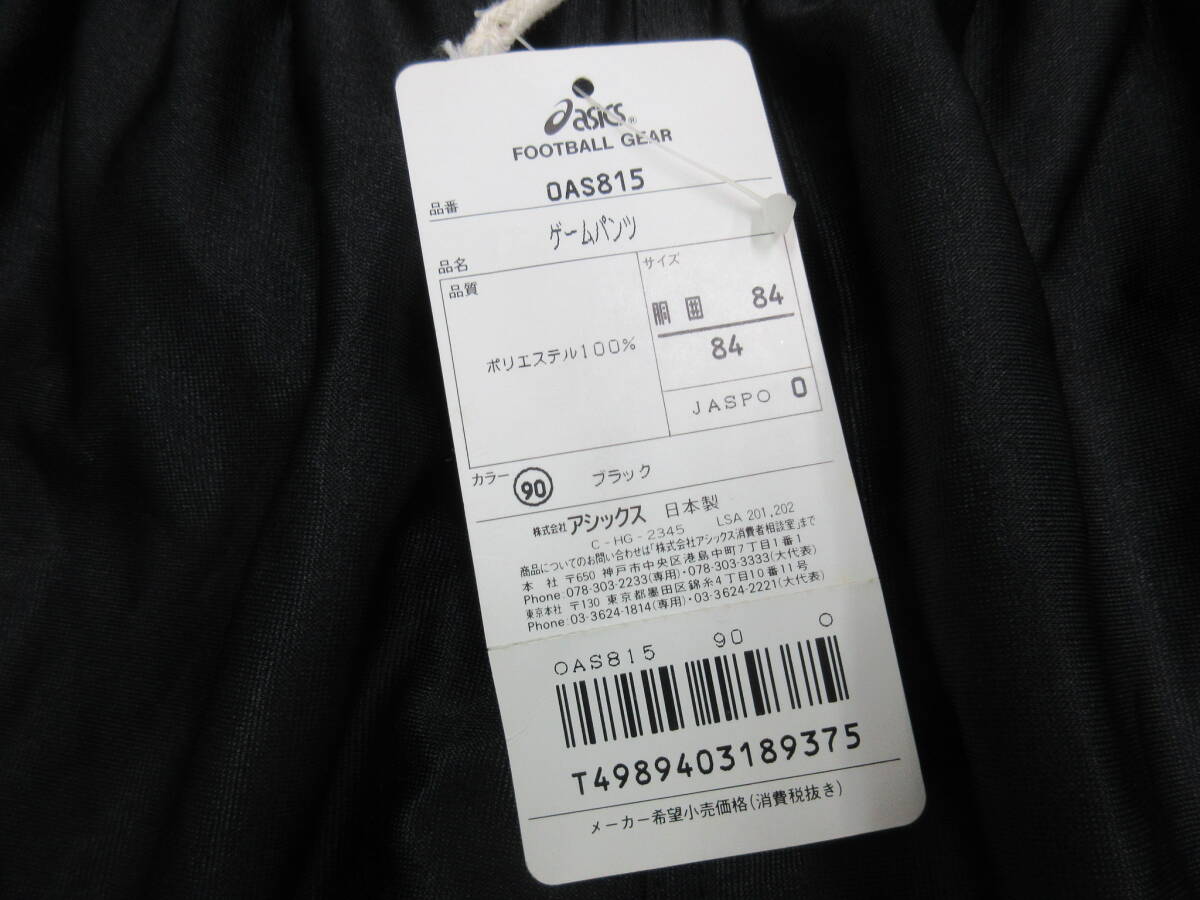 asics®
FOOTBALL GEAR
品番 OAS815
品名 ゲームパンツ
品質
ポリエステル100%
サイズ
胴囲 84
84
JASPO O
カラー 90 ブラック
株式会社 アシックス 日本製
C-HG-2345 LSA 201,202
商品についてのお問い合わせは「株式会社アシックス消費者相談室」まで
本社 〒650 神戸市中央区港島中町7丁目1番1
Phone:078-303-2233(専用)・078-303-3333(大代表)
東京本社 〒130 東京都墨田区錦糸4丁目10番11号
Phone:03-3624-1814(専用)・03-3624-2221(大代表)
OAS815 90 O
T4989403189375
メーカー希望小売価格(消費税抜き)